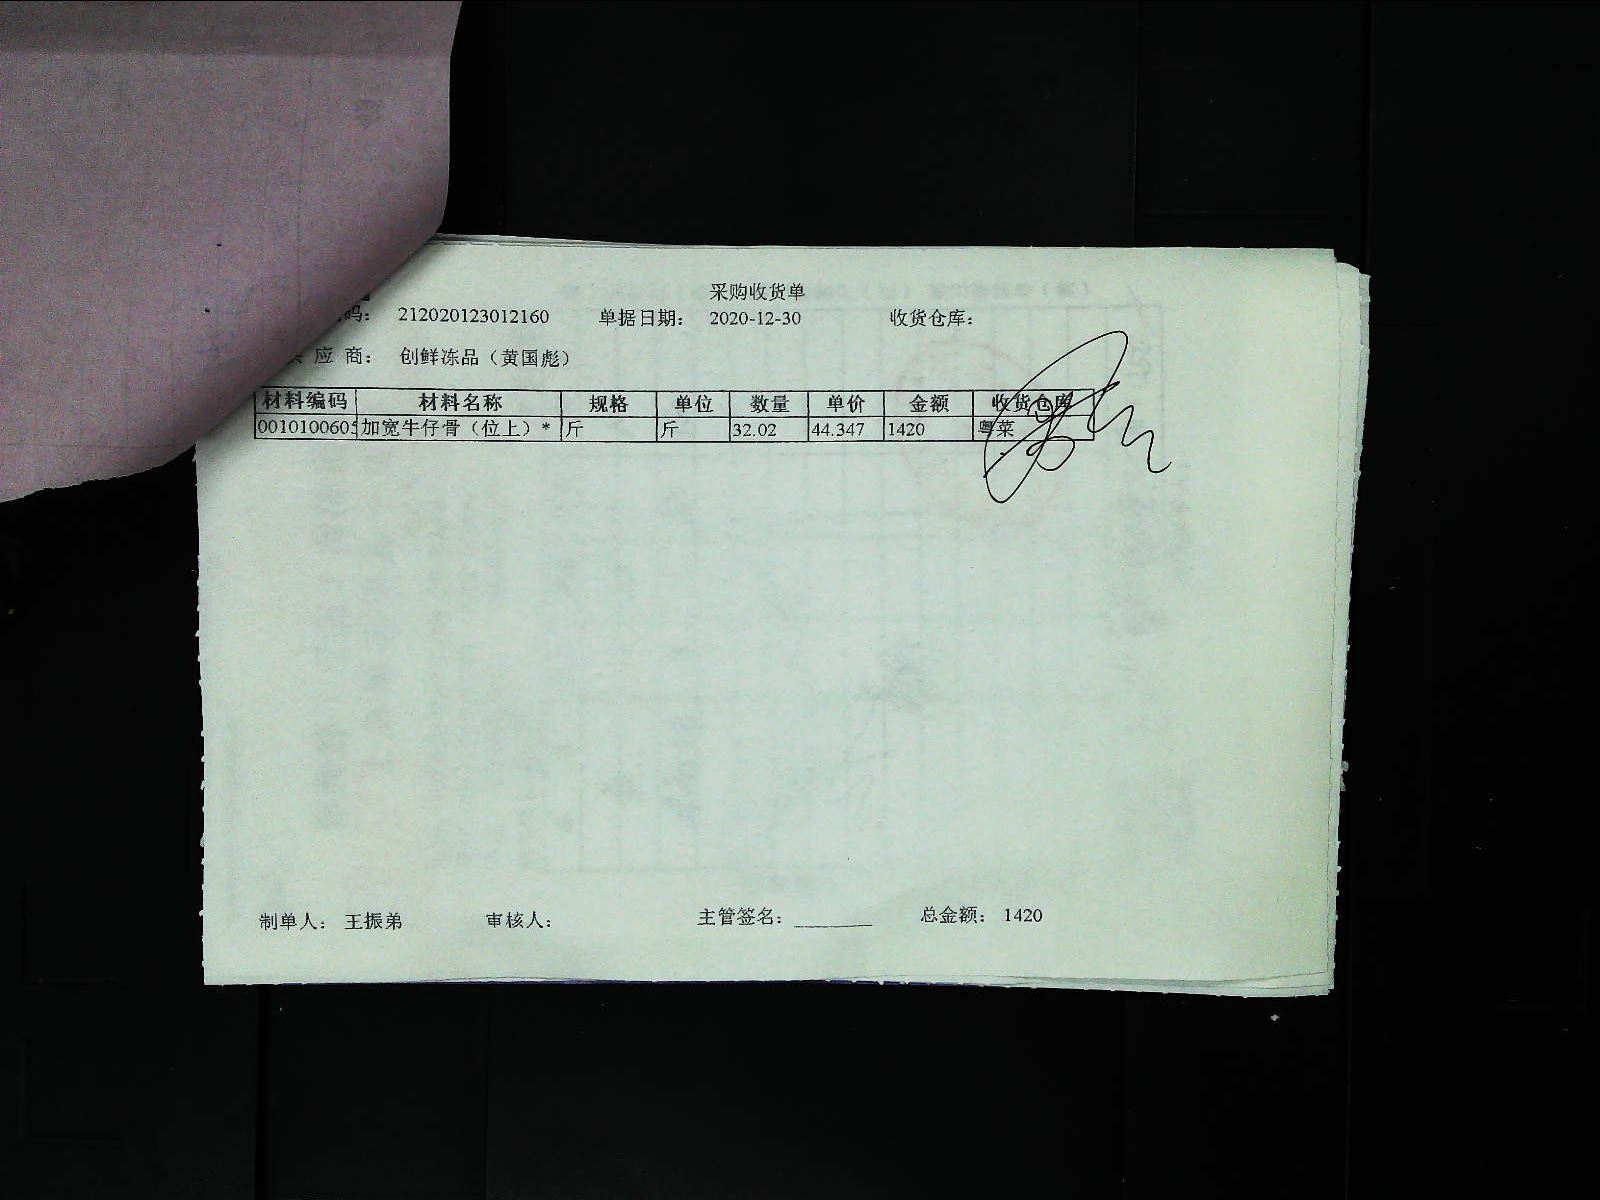 采购收货单
码： 212020123012160 单据日期： 2020-12-30 收货仓库：
应 商： 创鲜冻品（黄国彪）
材料编码 材料名称 规格 单位 数量 单价 金额 收货仓库
0010100605 加宽牛仔骨（位上）* 斤 斤 32.02 44.347 1420 粤菜
制单人： 王振弟 审核人： 主管签名： 总金额： 1420